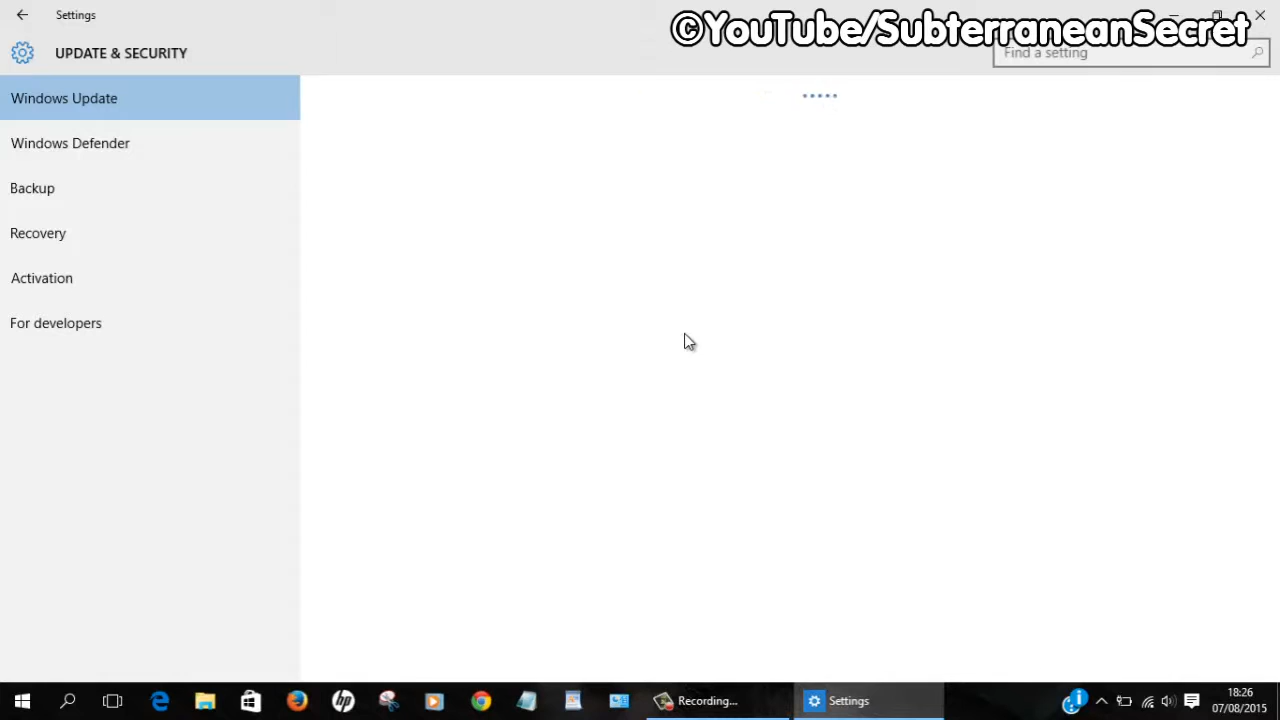 Settings
©YouTube/SubterraneanSecret
UPDATE & SECURITY
Find a setting
Windows Update
Windows Defender
Backup
Recovery
Activation
For developers
hp
Recording...
Settings
18:26
07/08/2015